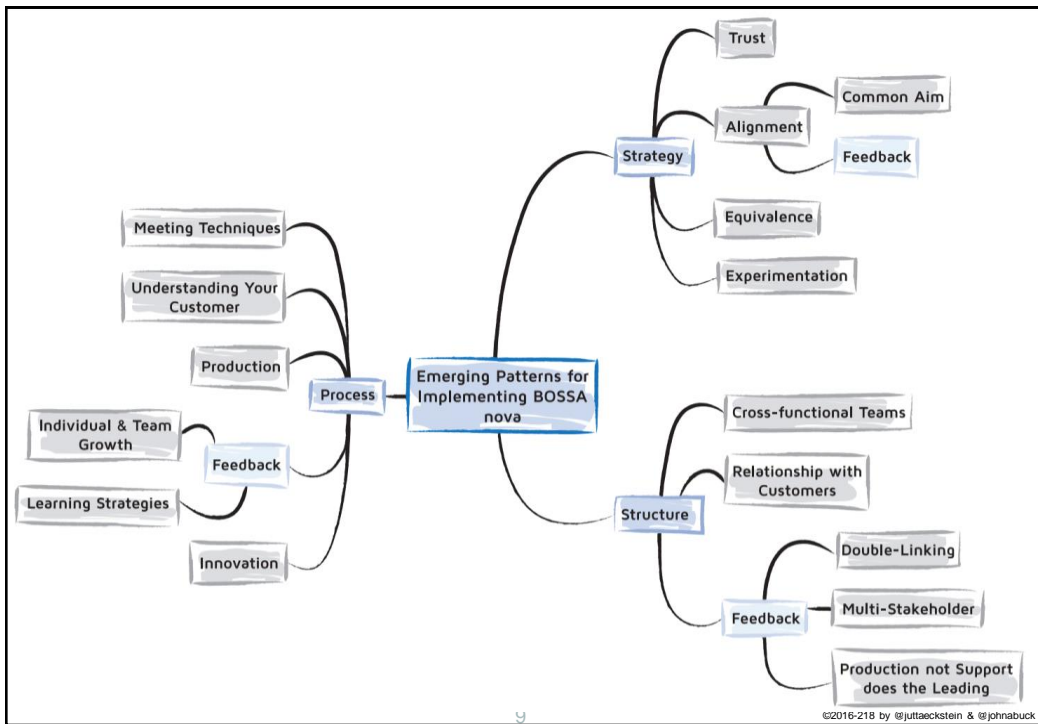 Trust
Common Aim
Alignment
Strategy
Feedback
Equivalence
Experimentation
Meeting Techniques
Understanding Your
Customer
Production
Process
Individual & Team
Growth
Feedback
Learning Strategies
Innovation
Emerging Patterns for
Implementing BOSSA
nova
Cross-functional Teams
Relationship with
Customers
Structure
Double-Linking
Feedback
Multi-Stakeholder
Production not Support
does the Leading
9
©2016-218 by @juttaeckstein & @johnabuck